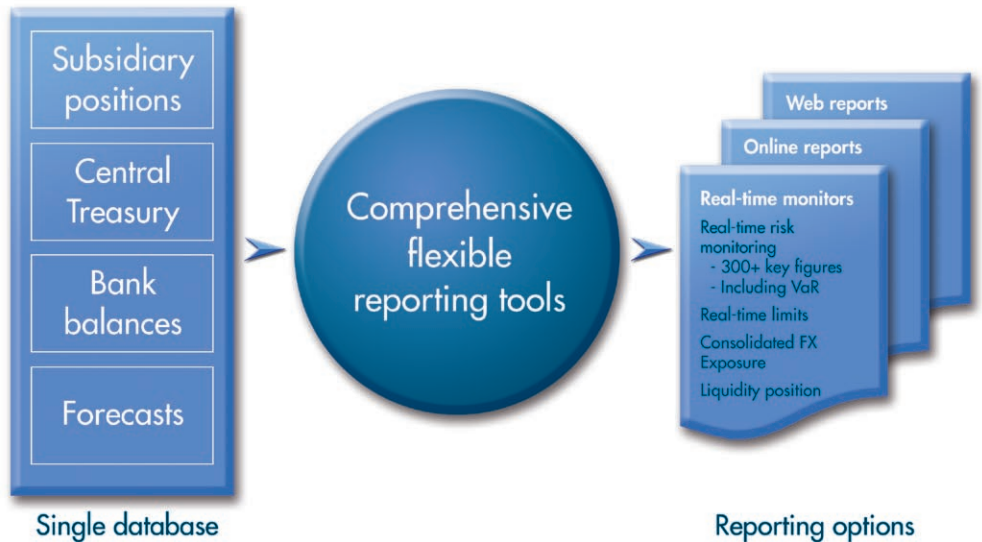 Subsidiary
positions
Central
Treasury
Bank
balances
Forecasts
Single database
Comprehensive
flexible
reporting tools
Web reports
Online reports
Real-time monitors
Real-time risk
monitoring
- 300+ key figures
- Including VaR
Real-time limits
Consolidated FX
Exposure
Liquidity position
Reporting options